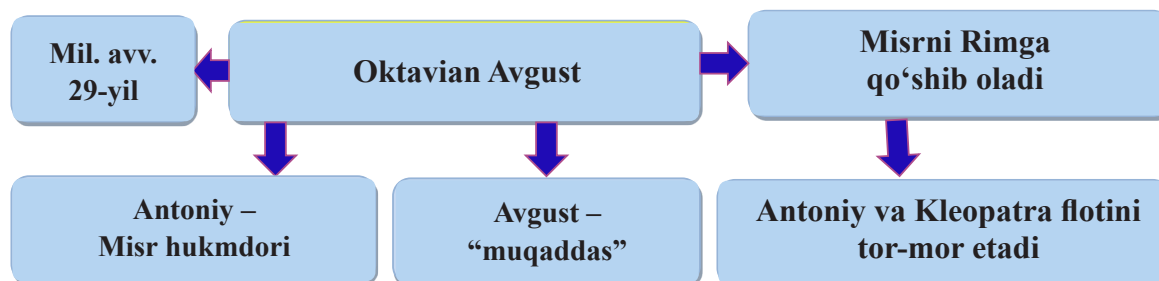 Mil. avv.
29-yil
Oktavian Avgust
Misrni Rimga
qo‘shib oladi
Antoniy –
Misr hukmdori
Avgust –
“muqaddas”
Antoniy va Kleopatra flotini
tor-mor etadi